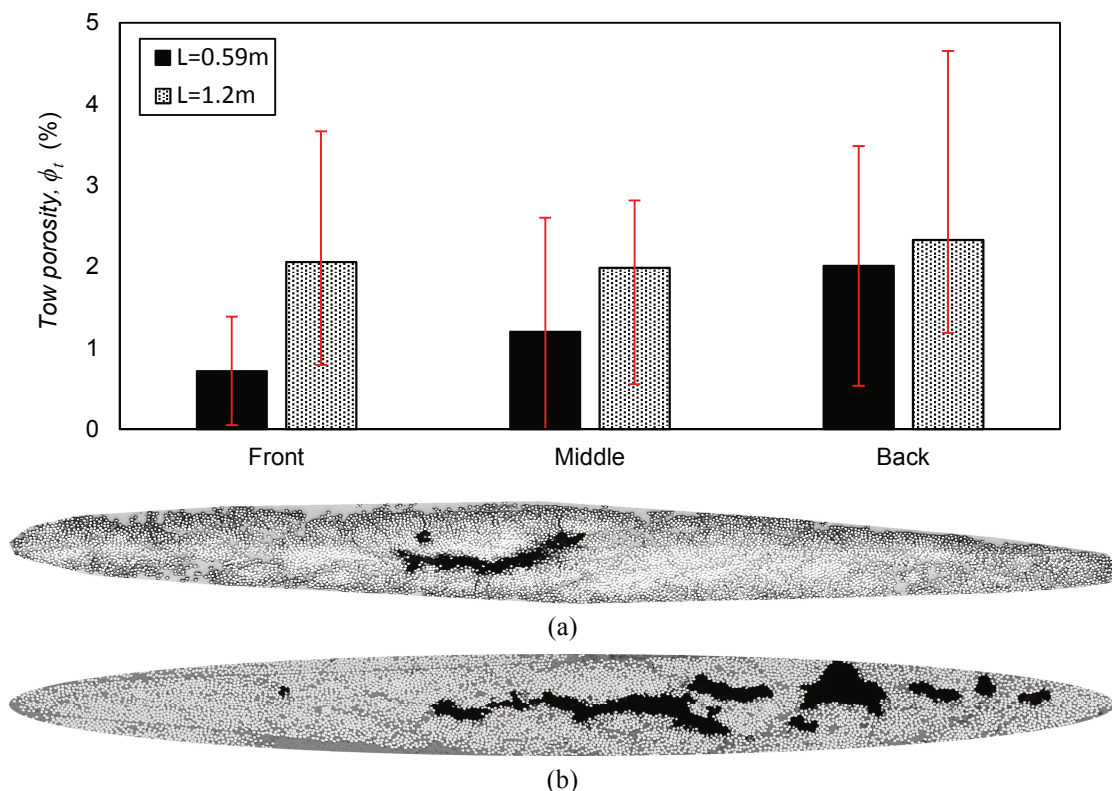 5
L=0.59m
L=1.2m
4
3
2
1
0
Tow porosity, ϕt (%)
Front Middle Back
(a)
(b)